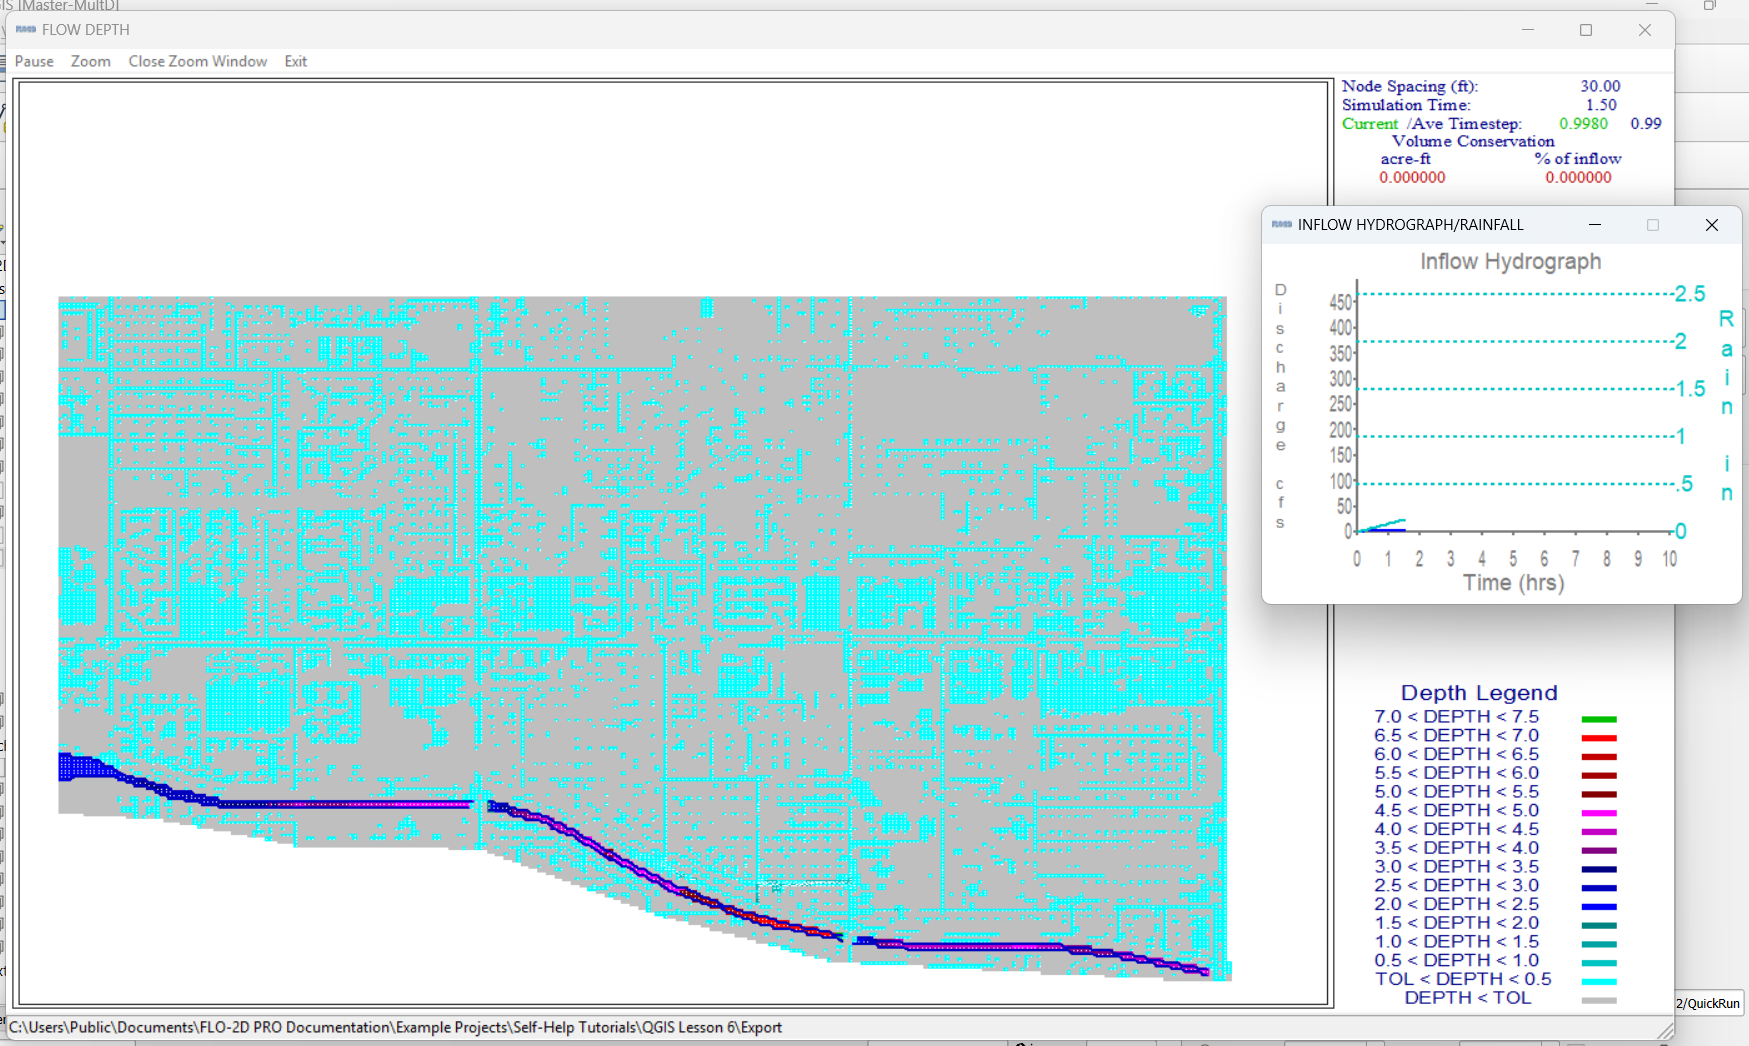 GIS [Master-MultD]
FLOW DEPTH
Pause Zoom Close Zoom Window Exit
Node Spacing (ft): 30.00
Simulation Time: 1.50
Current /Ave Timestep: 0.9980 0.99
Volume Conservation
acre-ft % of inflow
0.000000 0.000000
INFLOW HYDROGRAPH/RAINFALL
Inflow Hydrograph
Discharge cfs
450
400
350
300
250
200
150
100
50
0
2.5
2
1.5
1
.5
0
Rain in
0 1 2 3 4 5 6 7 8 9 10
Time (hrs)
Depth Legend
7.0 < DEPTH < 7.5
6.5 < DEPTH < 7.0
6.0 < DEPTH < 6.5
5.5 < DEPTH < 6.0
5.0 < DEPTH < 5.5
4.5 < DEPTH < 5.0
4.0 < DEPTH < 4.5
3.5 < DEPTH < 4.0
3.0 < DEPTH < 3.5
2.5 < DEPTH < 3.0
2.0 < DEPTH < 2.5
1.5 < DEPTH < 2.0
1.0 < DEPTH < 1.5
0.5 < DEPTH < 1.0
TOL < DEPTH < 0.5
DEPTH < TOL
2/QuickRun
C:\Users\Public\Documents\FLO-2D PRO Documentation\Example Projects\Self-Help Tutorials\QGIS Lesson 6\Export